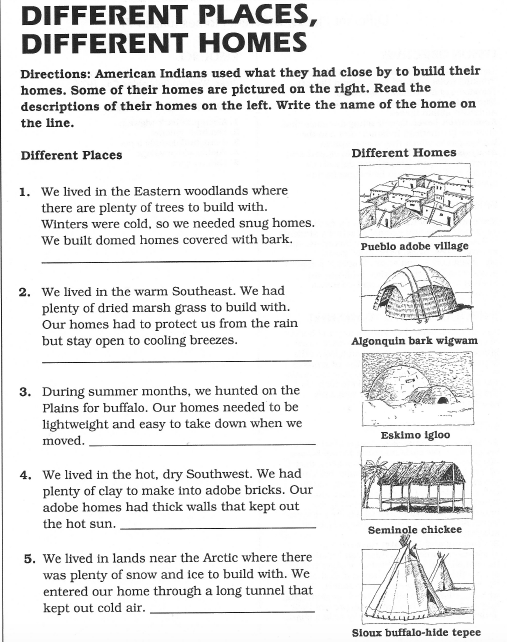 DIFFERENT PLACES,
DIFFERENT HOMES
Directions: American Indians used what they had close by to build their
homes. Some of their homes are pictured on the right. Read the
descriptions of their homes on the left. Write the name of the home on
the line.
Different Places
1. We lived in the Eastern woodlands where
there are plenty of trees to build with.
Winters were cold, so we needed snug homes.
We built domed homes covered with bark.
2. We lived in the warm Southeast. We had
plenty of dried marsh grass to build with.
Our homes had to protect us from the rain
but stay open to cooling breezes.
3. During summer months, we hunted on the
Plains for buffalo. Our homes needed to be
lightweight and easy to take down when we
moved.
4. We lived in the hot, dry Southwest. We had
plenty of clay to make into adobe bricks. Our
adobe homes had thick walls that kept out
the hot sun.
5. We lived in lands near the Arctic where there
was plenty of snow and ice to build with. We
entered our home through a long tunnel that
kept out cold air.
Different Homes
Pueblo adobe village
Algonquin bark wigwam
Eskimo igloo
Seminole chickee
Sioux buffalo-hide tepee